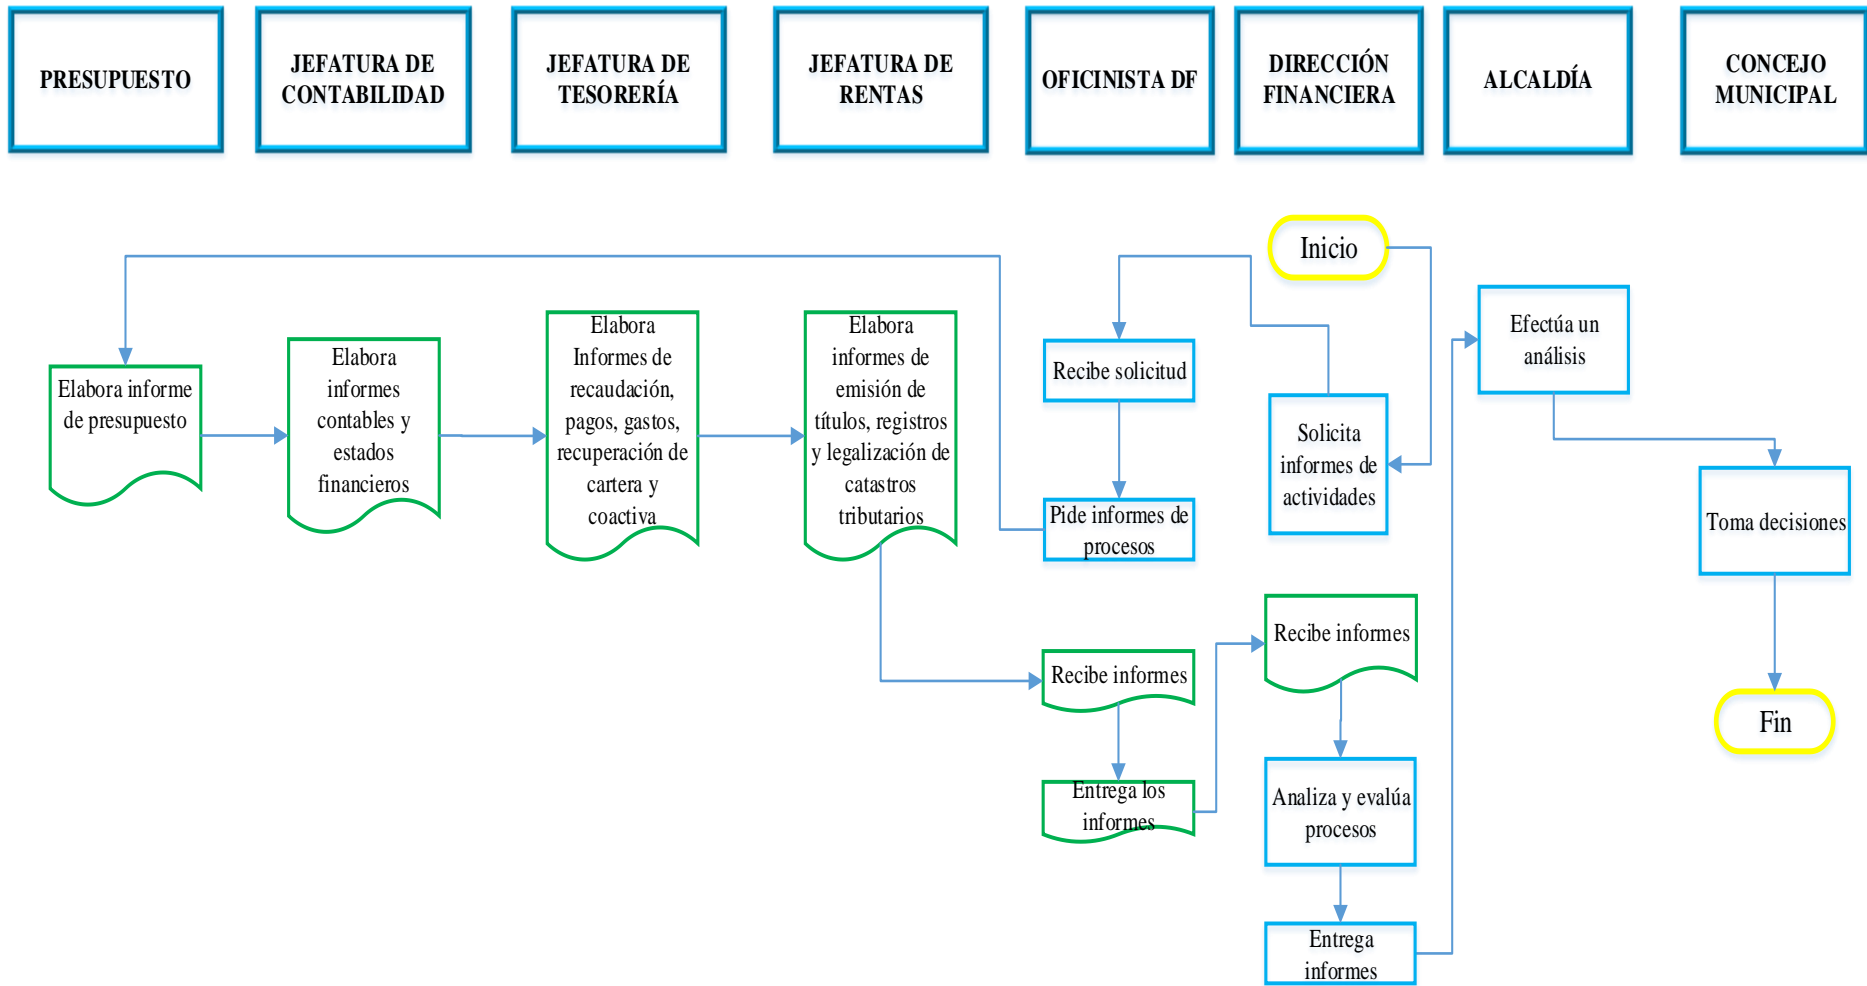 PRESUPUESTO
JEFATURA DE
CONTABILIDAD
JEFATURA DE
TESORERÍA
JEFATURA DE
RENTAS
OFICINISTA DF
DIRECCIÓN
FINANCIERA
ALCALDÍA
CONCEJO
MUNICIPAL
Inicio
Solicita
informes de
actividades
Recibe solicitud
Pide informes de
procesos
Elabora informe
de presupuesto
Elabora
informes
contables y
estados
financieros
Elabora
Informes de
recaudación,
pagos, gastos,
recuperación de
cartera y
coactiva
Elabora
informes de
emisión de
títulos, registros
y legalización de
catastros
tributarios
Recibe informes
Entrega los
informes
Recibe informes
Analiza y evalúa
procesos
Entrega
informes
Efectúa un
análisis
Toma decisiones
Fin